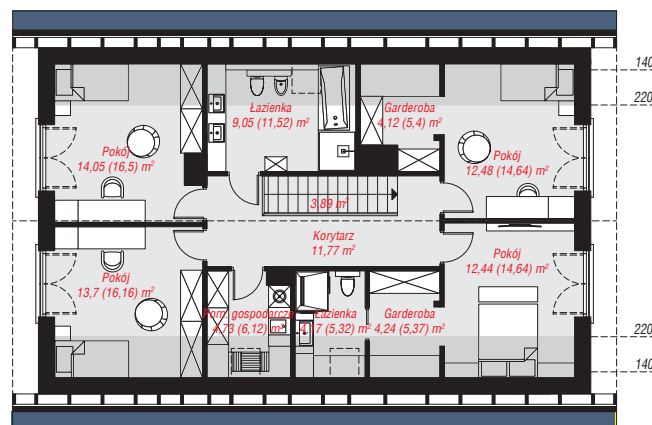 140
220
Łazienka
9,05 (11,52) m²
Garderoba
4,12 (5,4) m²
Pokój
14,05 (16,5) m²
Pokój
12,48 (14,64) m²
3,89 m²
Korytarz
11,77 m²
Pokój
12,44 (14,64) m²
Pokój
13,7 (16,16) m²
Pom. gospodarcze
4,73 (6,12) m²
Łazienka
(5,32) m²
Garderoba
4,24 (5,37) m²
220
140